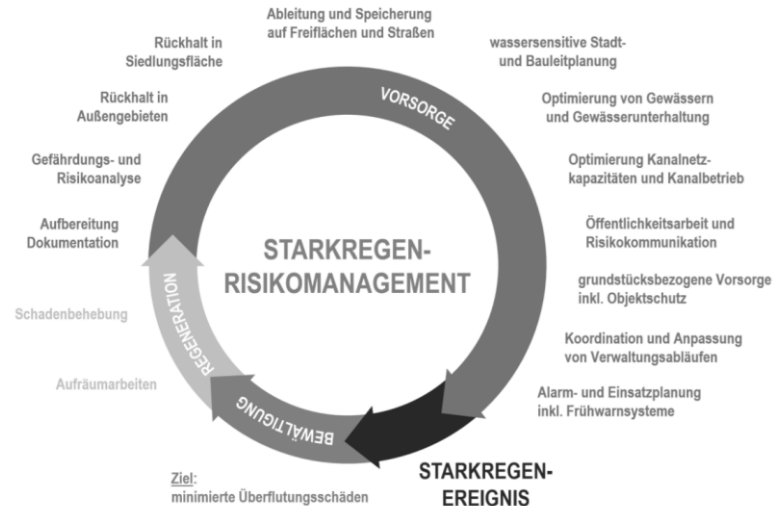 Ableitung und Speicherung
auf Freiflächen und Straßen
Rückhalt in
Siedlungsfläche
wassersensitive Stadt-
und Bauleitplanung
VORSORGE
Rückhalt in
Außengebieten
Optimierung von Gewässern
und Gewässerunterhaltung
Gefährdungs- und
Risikoanalyse
Optimierung Kanalnetz-
kapazitäten und Kanalbetrieb
Aufbereitung
Dokumentation
Öffentlichkeitsarbeit und
Risikokommunikation
STARKREGEN-
RISIKOMANAGEMENT
grundstücksbezogene Vorsorge
inkl. Objektschutz
Schadenbehebung
REGENERATION
Koordination und Anpassung
von Verwaltungsabläufen
Aufräumarbeiten
Alarm- und Einsatzplanung
inkl. Frühwarnsysteme
BEWÄLTIGUNG
Ziel:
minimierte Überflutungsschäden
STARKREGEN-
EREIGNIS